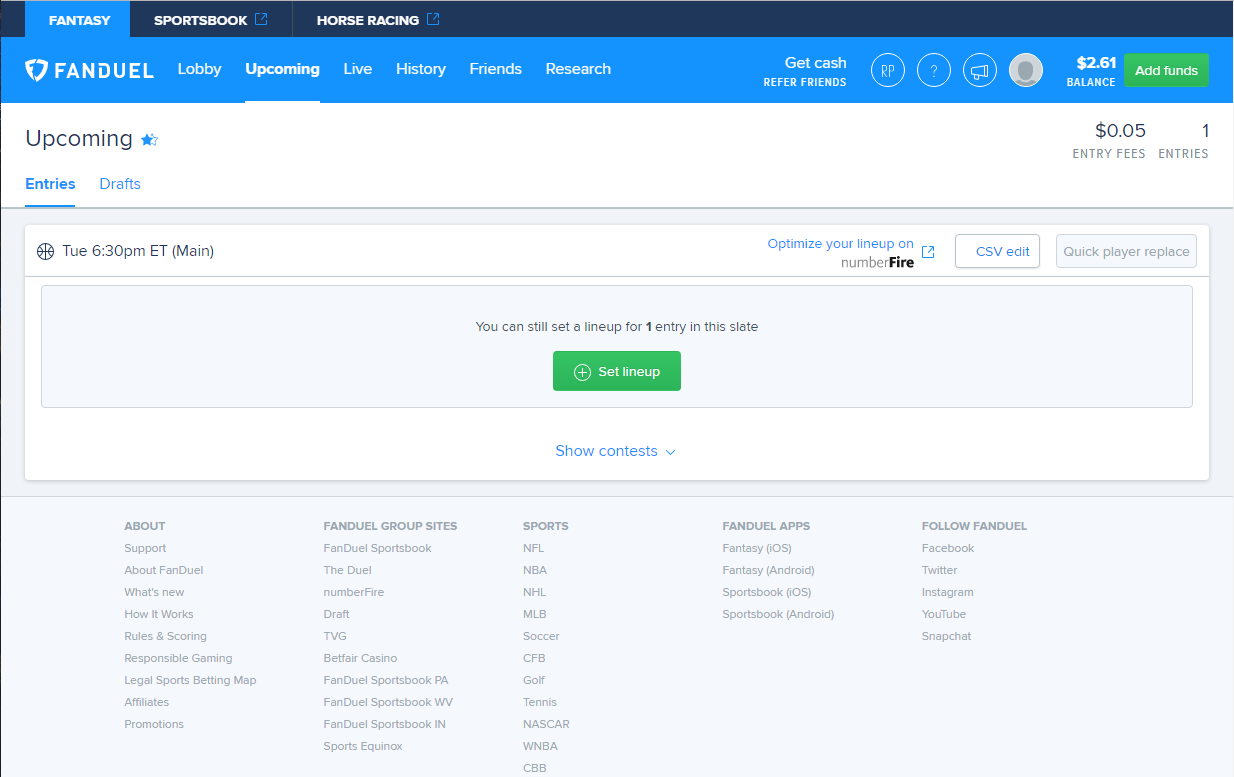 FANTASY SPORTSBOOK HORSE RACING
FANDUEL Lobby Upcoming Live History Friends Research Get cash REFER FRIENDS RP ? $2.61 BALANCE Add funds
Upcoming
$0.05 ENTRY FEES
1 ENTRIES
Entries Drafts
Tue 6:30pm ET (Main)
Optimize your lineup on
numberFire
CSV edit
Quick player replace
You can still set a lineup for 1 entry in this slate
Set lineup
Show contests
ABOUT
Support
About FanDuel
What's new
How It Works
Rules & Scoring
Responsible Gaming
Legal Sports Betting Map
Affiliates
Promotions
FANDUEL GROUP SITES
FanDuel Sportsbook
The Duel
numberFire
Draft
TVG
Betfair Casino
FanDuel Sportsbook PA
FanDuel Sportsbook WV
FanDuel Sportsbook IN
Sports Equinox
SPORTS
NFL
NBA
NHL
MLB
Soccer
CFB
Golf
Tennis
NASCAR
WNBA
CBB
FANDUEL APPS
Fantasy (iOS)
Fantasy (Android)
Sportsbook (iOS)
Sportsbook (Android)
FOLLOW FANDUEL
Facebook
Twitter
Instagram
YouTube
Snapchat